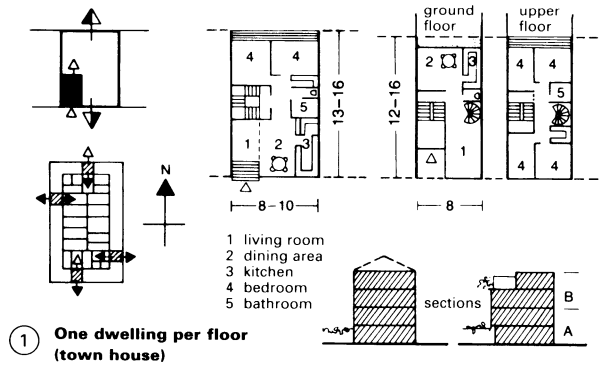 ground floor
upper floor
4 4
5
1 2 3
13–16
8–10
2 3
1
12–16
8
4 4
5
4 4
N
1 living room
2 dining area
3 kitchen
4 bedroom
5 bathroom
sections
B
A
1 One dwelling per floor
(town house)